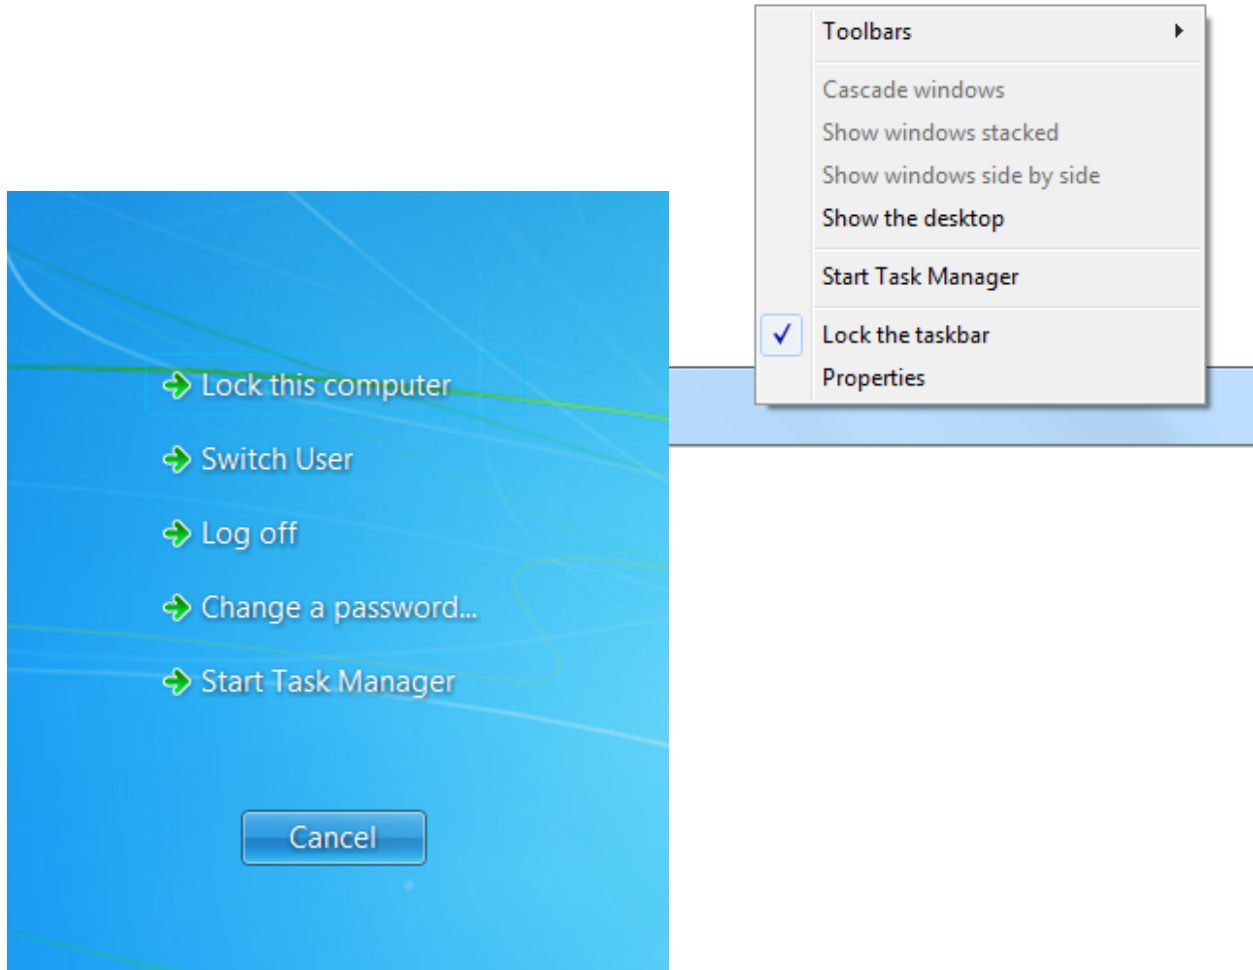 Toolbars
Cascade windows
Show windows stacked
Show windows side by side
Show the desktop
Start Task Manager
Lock the taskbar
Properties
Lock this computer
Switch User
Log off
Change a password...
Start Task Manager
Cancel